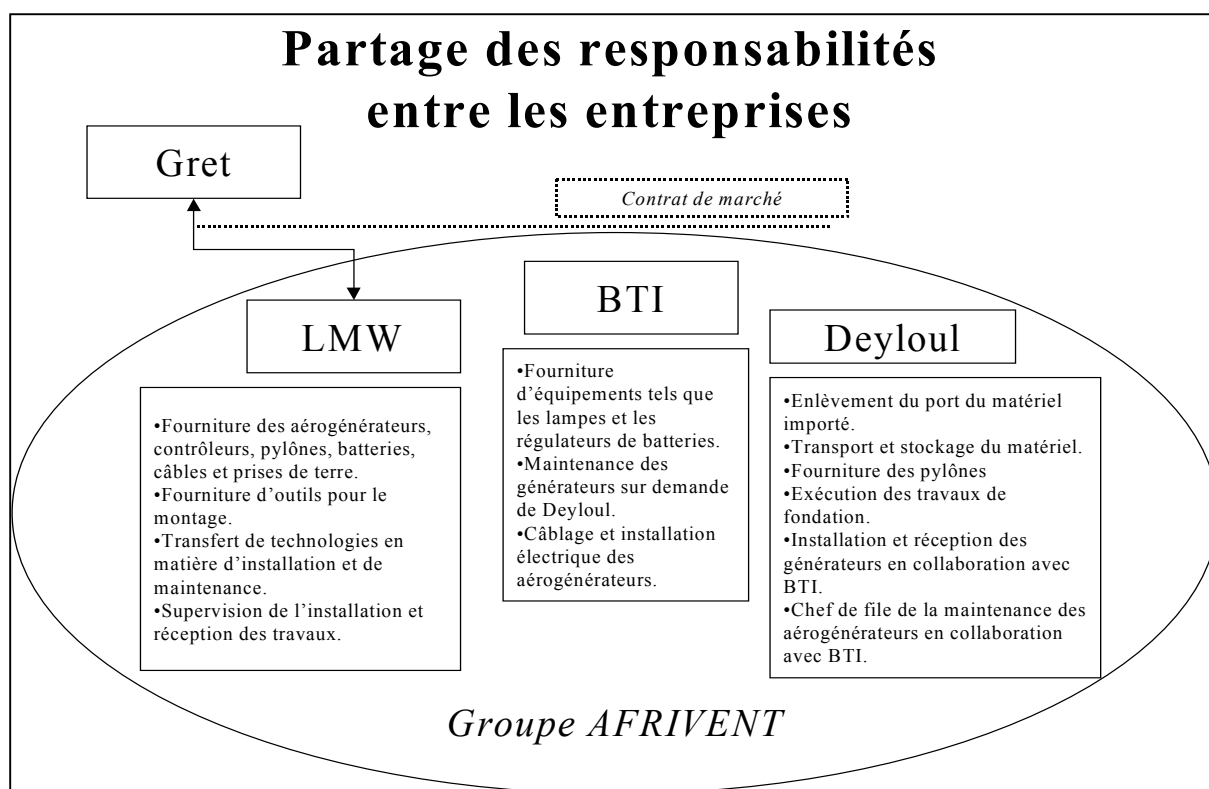 Partage des responsabilités
entre les entreprises
Gret
Contrat de marché
LMW
•Fourniture des aérogénérateurs,
contrôleurs, pylônes, batteries,
câbles et prises de terre.
•Fourniture d’outils pour le
montage.
•Transfert de technologies en
matière d’installation et de
maintenance.
•Supervision de l’installation et
réception des travaux.
BTI
•Fourniture
d’équipements tels que
les lampes et les
régulateurs de batteries.
•Maintenance des
générateurs sur demande
de Deyloul.
•Câblage et installation
électrique des
aérogénérateurs.
Deyloul
•Enlèvement du port du matériel
importé.
•Transport et stockage du matériel.
•Fourniture des pylônes
•Exécution des travaux de
fondation.
•Installation et réception des
générateurs en collaboration avec
BTI.
•Chef de file de la maintenance des
aérogénérateurs en collaboration
avec BTI.
Groupe AFRIVENT